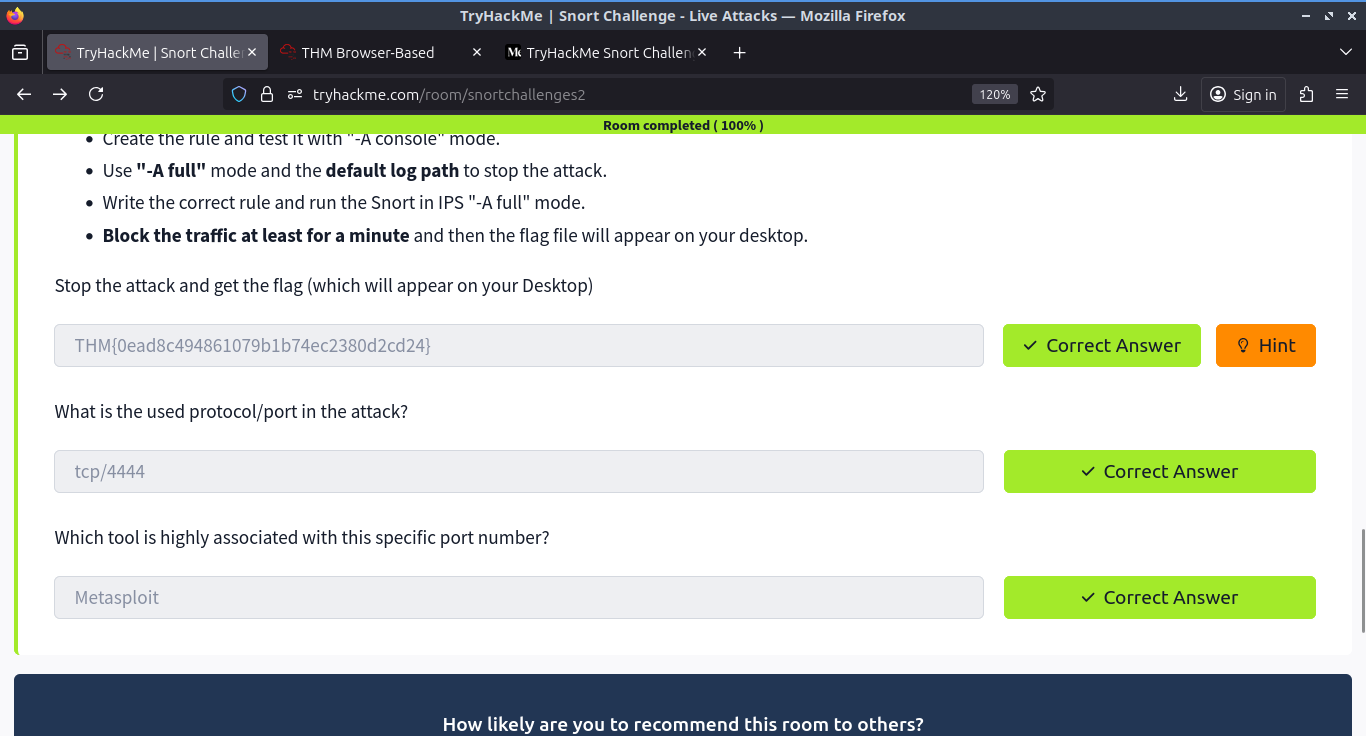 TryHackMe | Snort Challenge - Live Attacks — Mozilla Firefox
TryHackMe | Snort Challe
THM Browser-Based
TryHackMe Snort Challen
tryhackme.com/room/snortchallenges2
120%
Sign in
Room completed ( 100% )
Create the rule and test it with "-A console" mode.
Use "-A full" mode and the default log path to stop the attack.
Write the correct rule and run the Snort in IPS "-A full" mode.
Block the traffic at least for a minute and then the flag file will appear on your desktop.
Stop the attack and get the flag (which will appear on your Desktop)
THM{0ead8c494861079b1b74ec2380d2cd24}
Correct Answer
Hint
What is the used protocol/port in the attack?
tcp/4444
Correct Answer
Which tool is highly associated with this specific port number?
Metasploit
Correct Answer
How likely are you to recommend this room to others?